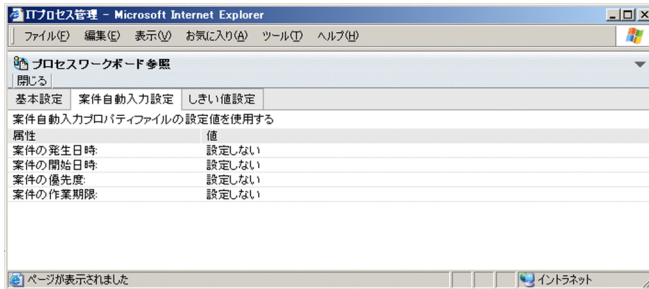 ITプロセス管理 - Microsoft Internet Explorer
ファイル(F) 編集(E) 表示(V) お気に入り(A) ツール(T) ヘルプ(H)
プロセスワークボード参照
閉じる
基本設定 案件自動入力設定 しきい値設定
案件自動入力プロパティファイルの設定値を使用する
属性 値
案件の発生日時: 設定しない
案件の開始日時: 設定しない
案件の優先度: 設定しない
案件の作業期限: 設定しない
ページが表示されました イントラネット